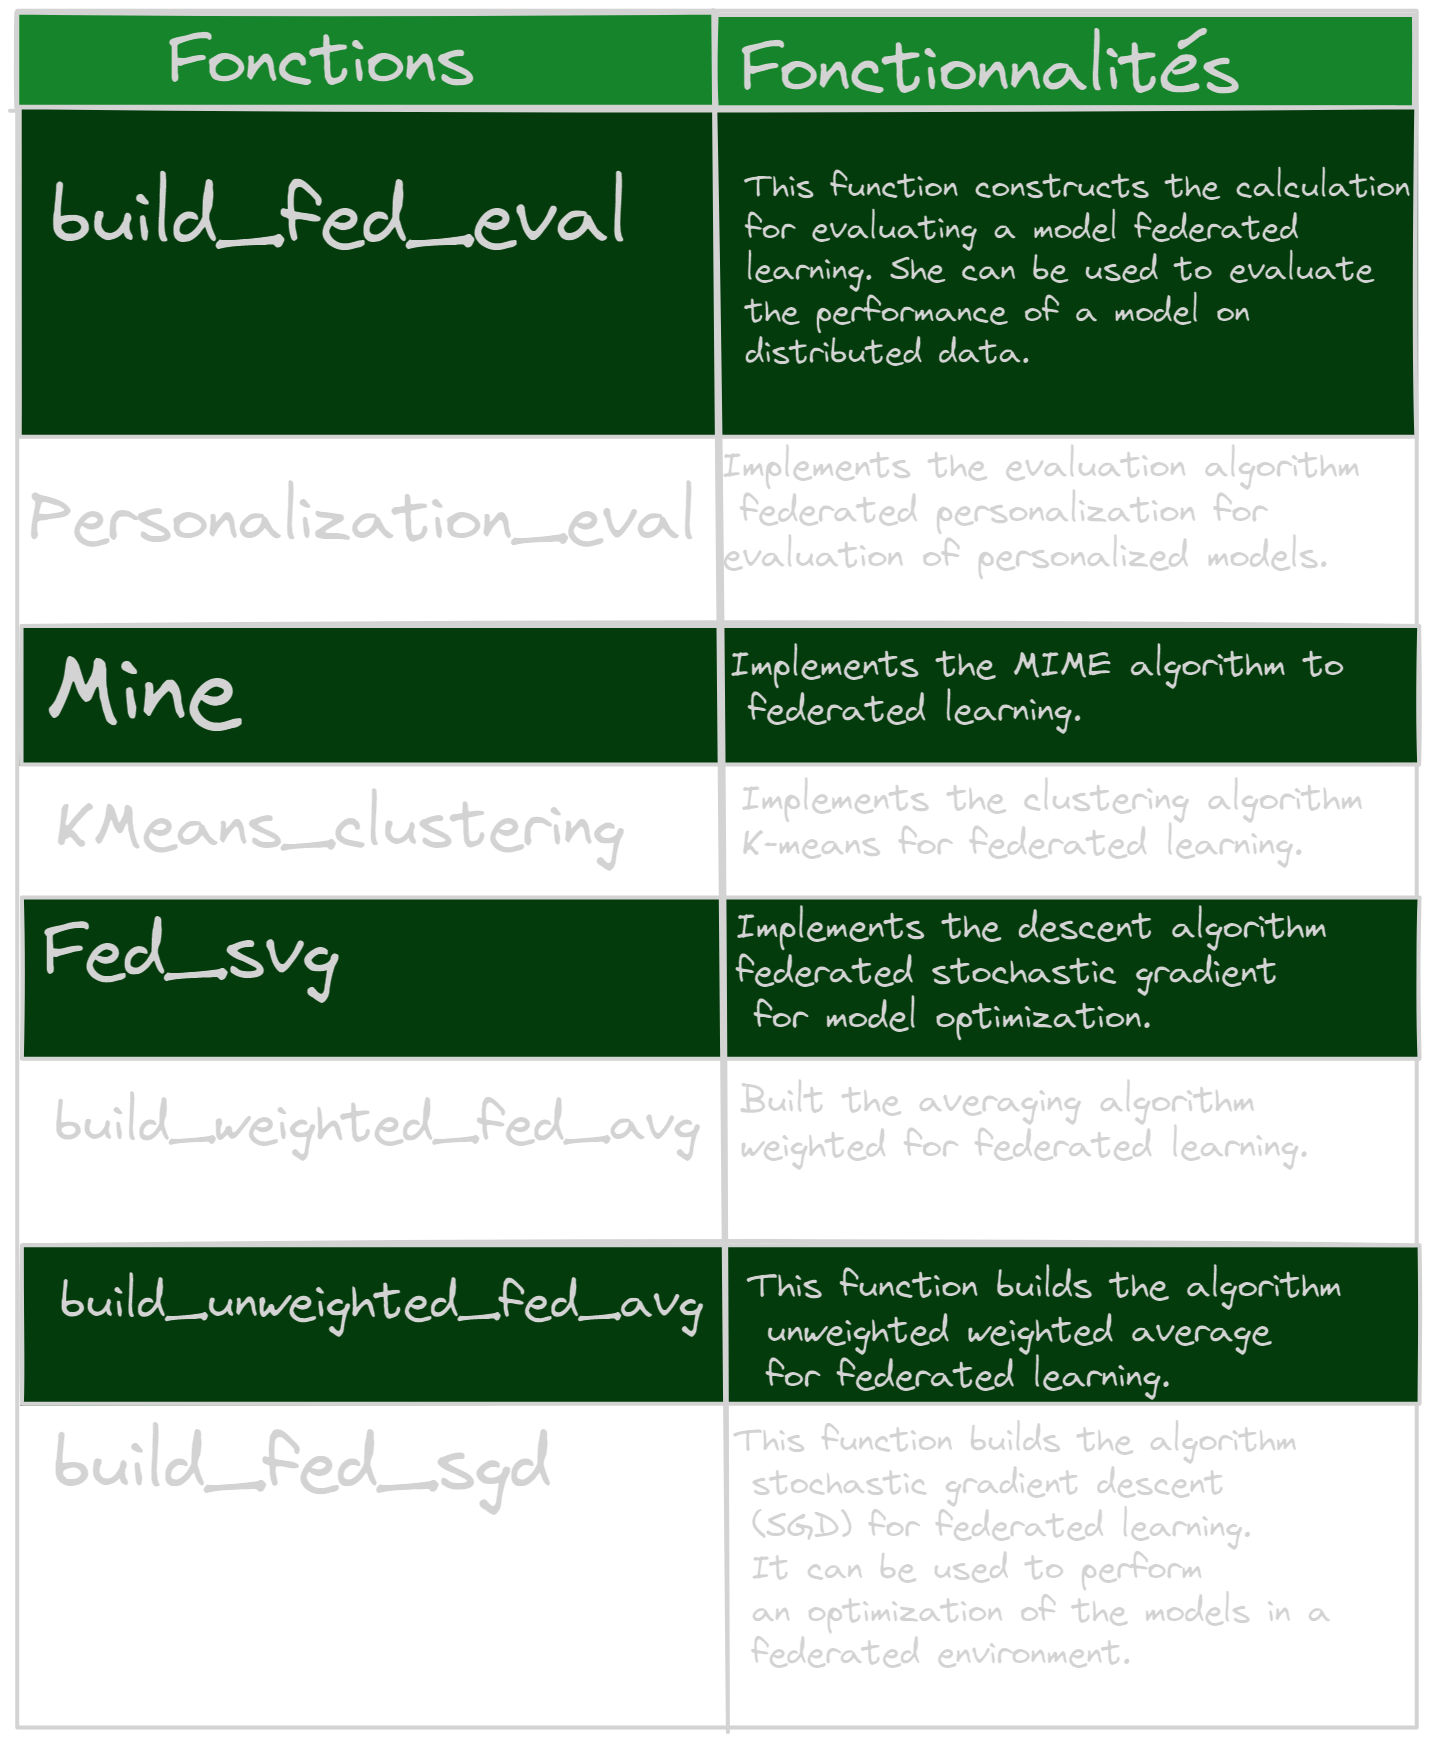 Fonctions
Fonctionnalités
build_fed_eval
This function constructs the calculation
for evaluating a model federated
learning. She can be used to evaluate
the performance of a model on
distributed data.
Personalization_eval
Implements the evaluation algorithm
federated personalization for
evaluation of personalized models.
Mine
Implements the MIME algorithm to
federated learning.
KMeans_clustering
Implements the clustering algorithm
K-means for federated learning.
Fed_svg
Implements the descent algorithm
federated stochastic gradient
for model optimization.
build_weighted_fed_avg
Built the averaging algorithm
weighted for federated learning.
build_unweighted_fed_avg
This function builds the algorithm
unweighted weighted average
for federated learning.
build_fed_sgd
This function builds the algorithm
stochastic gradient descent
(SGD) for federated learning.
It can be used to perform
an optimization of the models in a
federated environment.